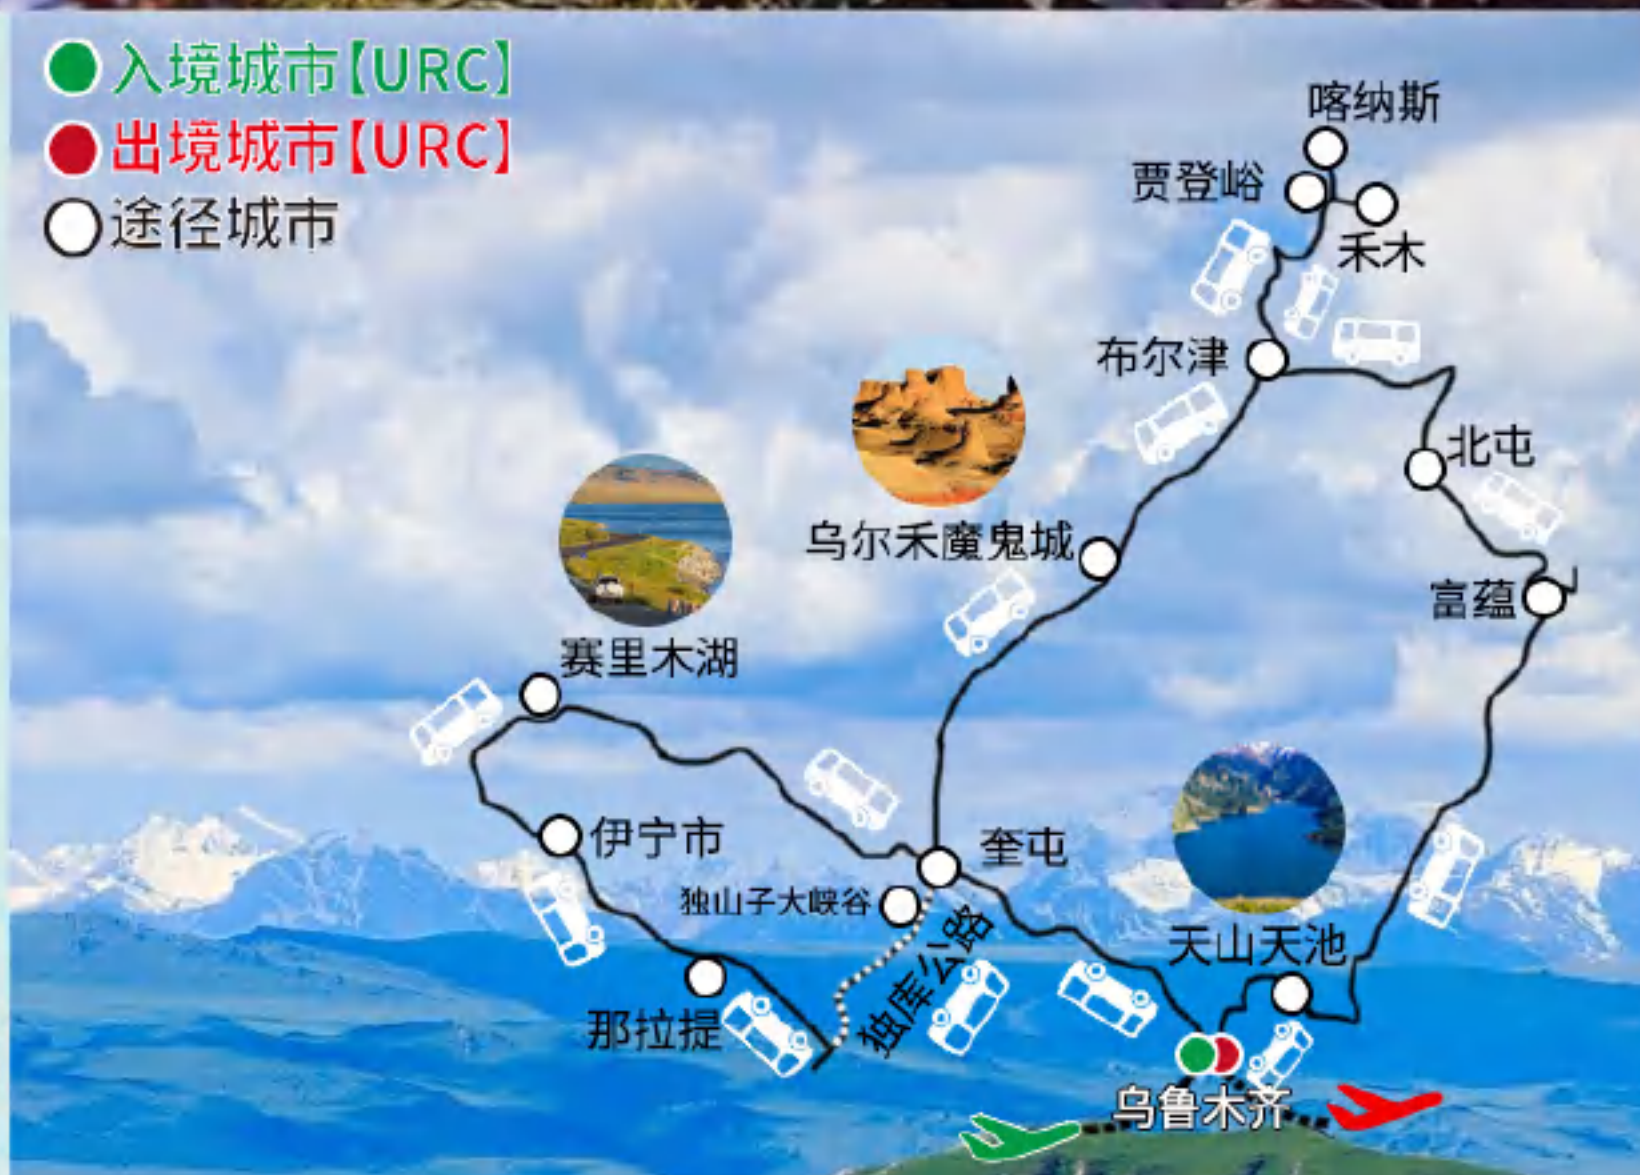 入境城市【URC】
出境城市【URC】
途径城市
喀纳斯
贾登峪
禾木
布尔津
北屯
乌尔禾魔鬼城
富蕴
赛里木湖
伊宁市
奎屯
独山子大峡谷
独库公路
天山天池
那拉提
乌鲁木齐